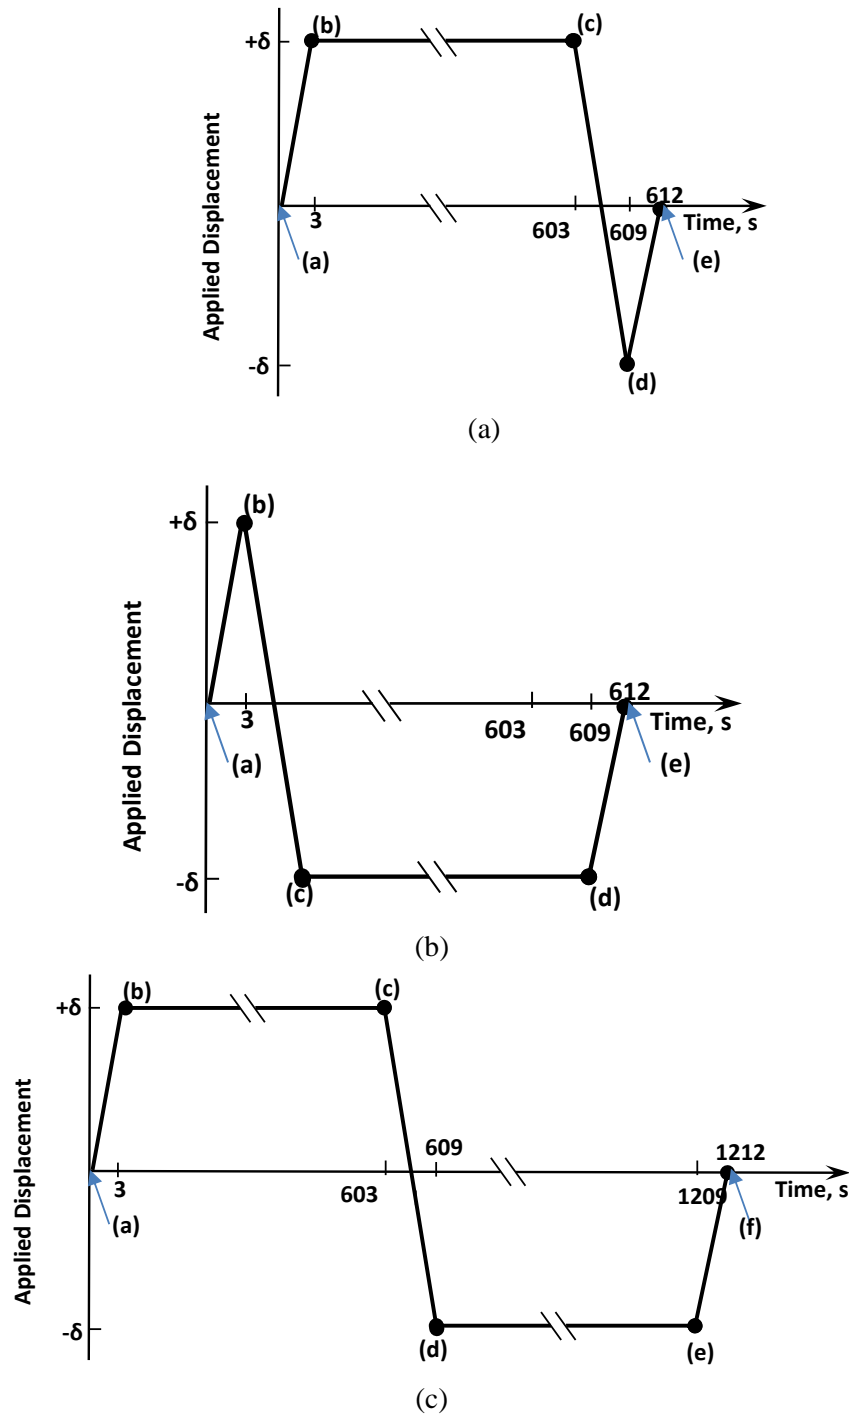 +δ
(b)
(c)
3
603
609
612
Time, s
(a)
(e)
Applied Displacement
-δ
(d)
(a)
+δ
(b)
3
603
609
612
Time, s
(a)
(e)
Applied Displacement
-δ
(c)
(d)
(b)
+δ
(b)
(c)
609
1212
3
603
1209
Time, s
(a)
(f)
Applied Displacement
-δ
(d)
(e)
(c)